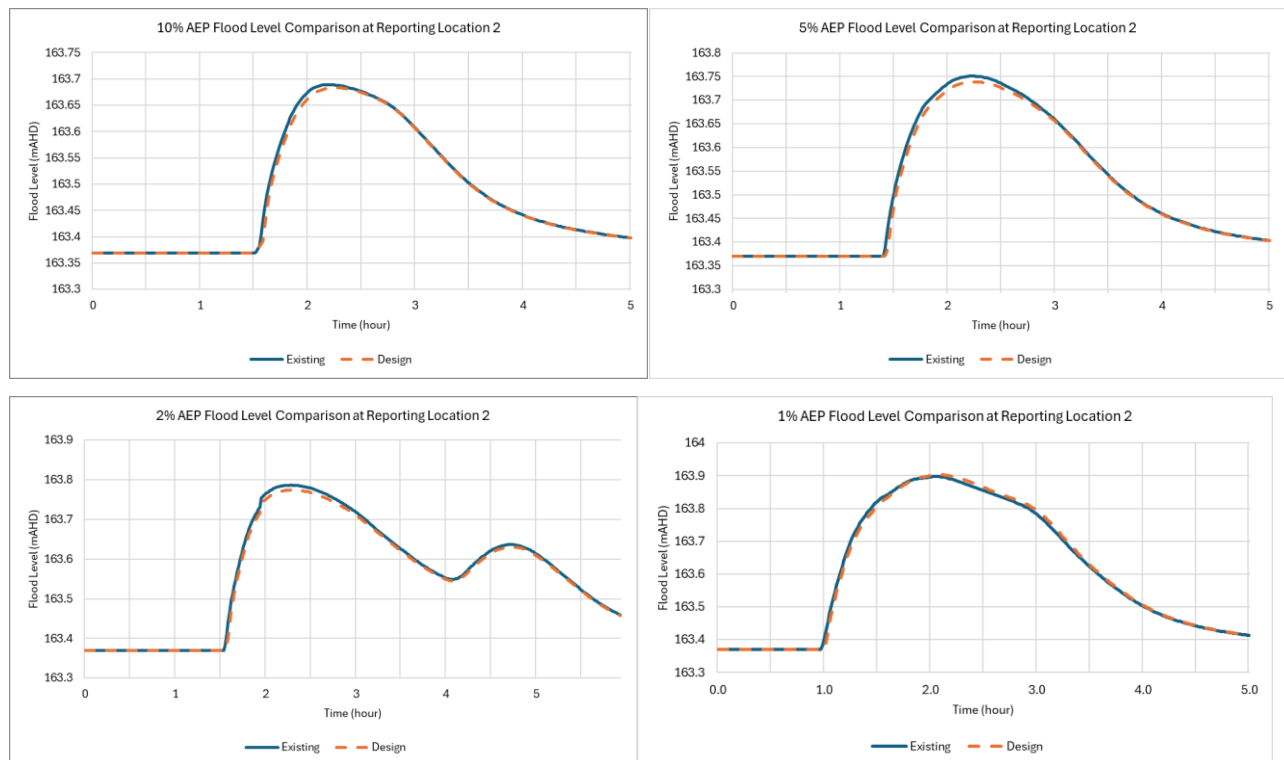 10% AEP Flood Level Comparison at Reporting Location 2
Flood Level (mAHD)
163.75
163.7
163.65
163.6
163.55
163.5
163.45
163.4
163.35
163.3
0 1 2 3 4 5
Time (hour)
Existing Design
5% AEP Flood Level Comparison at Reporting Location 2
Flood Level (mAHD)
163.8
163.75
163.7
163.65
163.6
163.55
163.5
163.45
163.4
163.35
163.3
0 1 2 3 4 5
Time (hour)
Existing Design
2% AEP Flood Level Comparison at Reporting Location 2
Flood Level (mAHD)
163.9
163.8
163.7
163.6
163.5
163.4
163.3
0 1 2 3 4 5
Time (hour)
Existing Design
1% AEP Flood Level Comparison at Reporting Location 2
Flood Level (mAHD)
164
163.9
163.8
163.7
163.6
163.5
163.4
163.3
0.0 1.0 2.0 3.0 4.0 5.0
Time (hour)
Existing Design